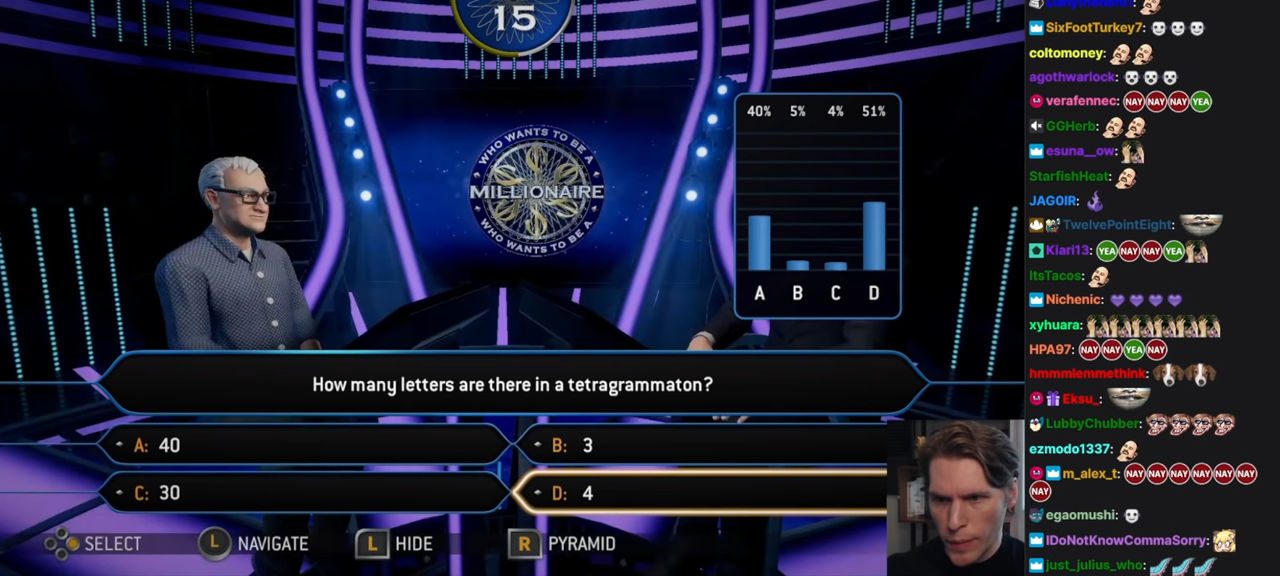 15
WHO WANTS TO BE A
MILLIONAIRE
WHO WANTS TO BE A
40% 5% 4% 51%
A B C D
How many letters are there in a tetragrammaton?
A: 40
B: 3
C: 30
D: 4
SELECT
L NAVIGATE
L HIDE
R PYRAMID
SixFootTurkey7:
coltomoney:
agothwarlock:
verafennec: NAY NAY NAY YEA
GGHerb:
esuna__ow:
StarfishHeat:
JAG0IR:
TwelvePointEight:
Kiari13: YEA NAY NAY YEA
ItsTacos:
Nichenic:
xyhuara:
HPA97: NAY NAY YEA NAY
hmmmlemmethink:
Eksu_:
LubbyChubber:
ezmodo1337:
m_alex_t: NAY NAY NAY NAY NAY NAY
NAY
egaomushi:
IDoNotKnowCommaSorry:
just_julius_who: